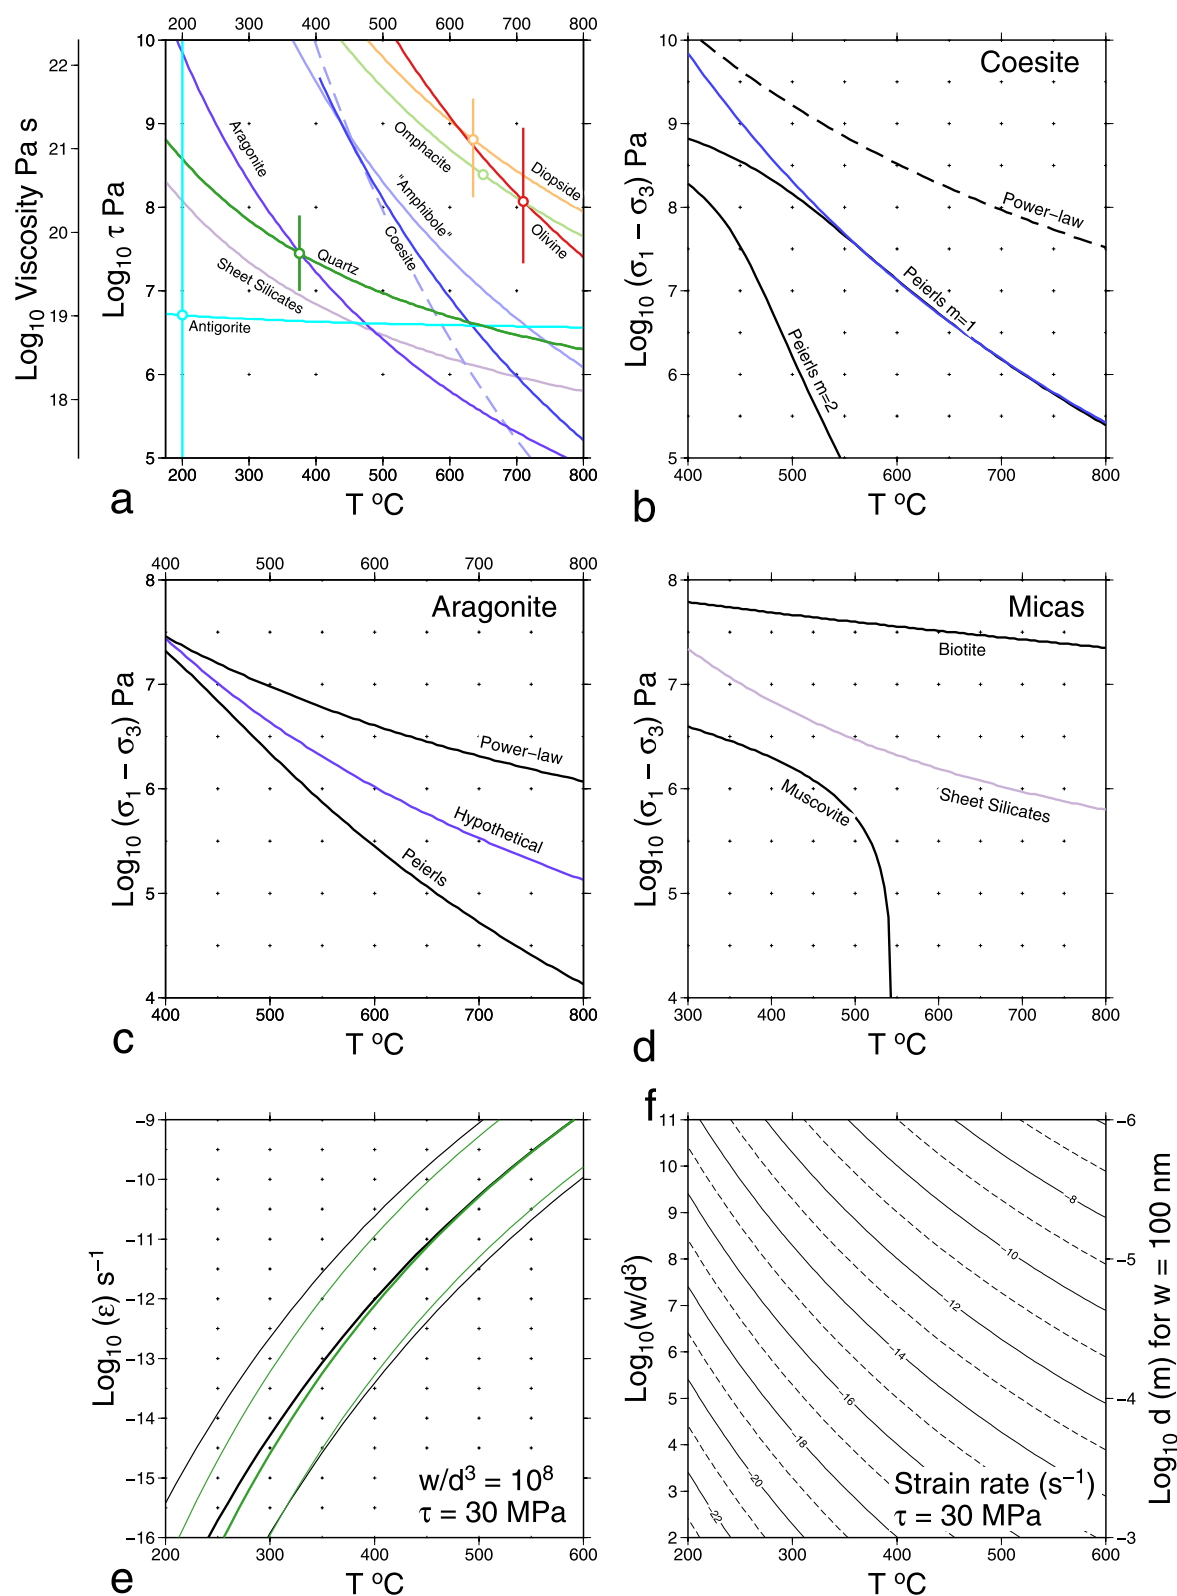 200 300 400 500 600 700 800
10
9
8
7
6
5
22
21
20
19
18
Log10 Viscosity Pa s
Log10 τ Pa
Aragonite
Omphacite
Diopside
"Amphibole"
Coesite
Olivine
Quartz
Sheet Silicates
Antigorite
200 300 400 500 600 700 800
T ºC
a
10
9
8
7
6
5
Log10 (σ1 − σ3) Pa
Coesite
Power−law
Peierls m=1
Peierls m=2
400 500 600 700 800
T ºC
b
400 500 600 700 800
8
7
6
5
4
Log10 (σ1 − σ3) Pa
Aragonite
Power−law
Hypothetical
Peierls
400 500 600 700 800
T ºC
c
8
7
6
5
4
Log10 (σ1 − σ3) Pa
Micas
Biotite
Sheet Silicates
Muscovite
300 400 500 600 700 800
T ºC
d
−9
−10
−11
−12
−13
−14
−15
−16
Log10 (ε) s−1
w/d3 = 108
τ = 30 MPa
200 300 400 500 600
T ºC
e
f
11
10
9
8
7
6
5
4
3
2
Log10(w/d3)
−8
−10
−12
−14
−16
−18
−20
−22
Strain rate (s−1)
τ = 30 MPa
−6
−5
−4
−3
Log10 d (m) for w = 100 nm
200 300 400 500 600
T ºC